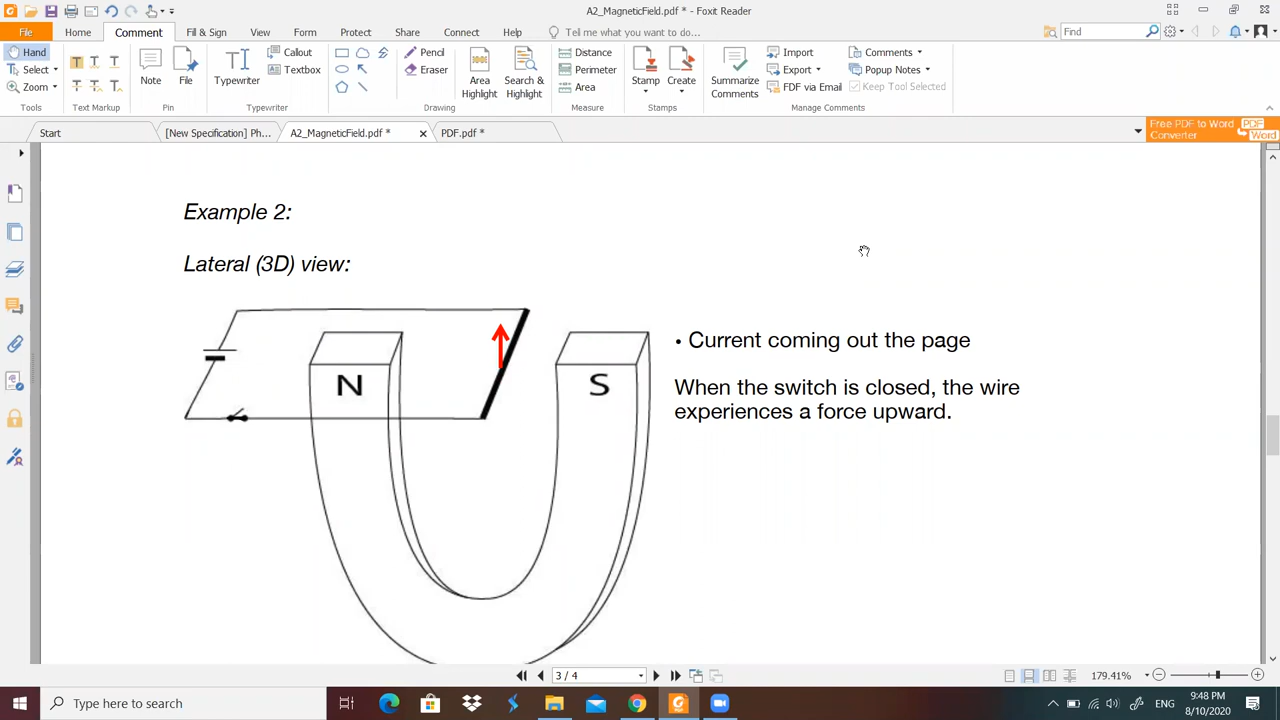 A2_MagneticField.pdf * - Foxit Reader
File Home Comment Fill & Sign View Form Protect Share Connect Help Tell me what you want to do... Find
Hand
Select
Zoom
Tools
Text Markup
Note
File
Pin
Typewriter
Callout
Textbox
Typewriter
Pencil
Eraser
Drawing
Area Highlight
Search & Highlight
Distance
Perimeter
Area
Measure
Stamp
Create
Stamps
Summarize Comments
Import
Export
FDF via Email
Comments
Popup Notes
Keep Tool Selected
Manage Comments
Start
[New Specification] Ph...
A2_MagneticField.pdf *
PDF.pdf *
Free PDF to Word Converter
PDF
Word
Example 2:
Lateral (3D) view:
N
S
• Current coming out the page
When the switch is closed, the wire
experiences a force upward.
3 / 4
179.41%
Type here to search
ENG
9:48 PM
8/10/2020